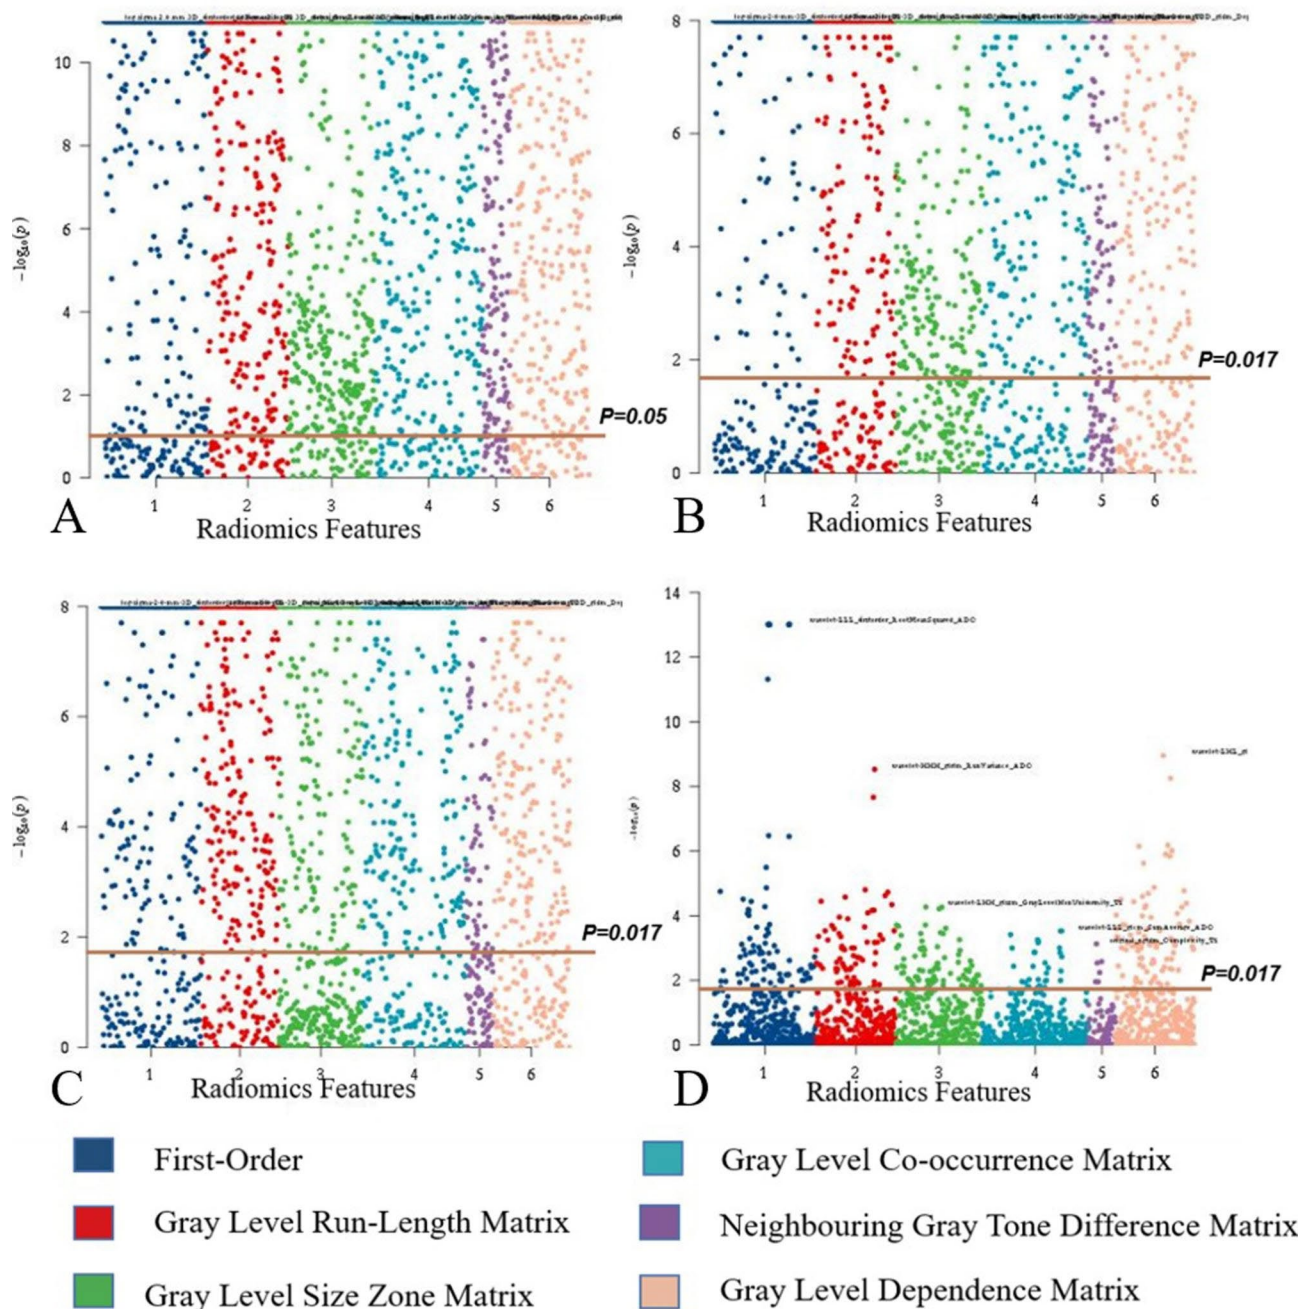 10
8
6
4
2
0
−log10(p)
P=0.05
1 2 3 4 5 6
Radiomics Features
A
8
6
4
2
0
−log10(p)
P=0.017
1 2 3 4 5 6
Radiomics Features
B
8
6
4
2
0
−log10(p)
P=0.017
1 2 3 4 5 6
Radiomics Features
C
14
12
10
8
6
4
2
0
−log10(p)
P=0.017
1 2 3 4 5 6
Radiomics Features
D
First-Order
Gray Level Run-Length Matrix
Gray Level Size Zone Matrix
Gray Level Co-occurrence Matrix
Neighbouring Gray Tone Difference Matrix
Gray Level Dependence Matrix